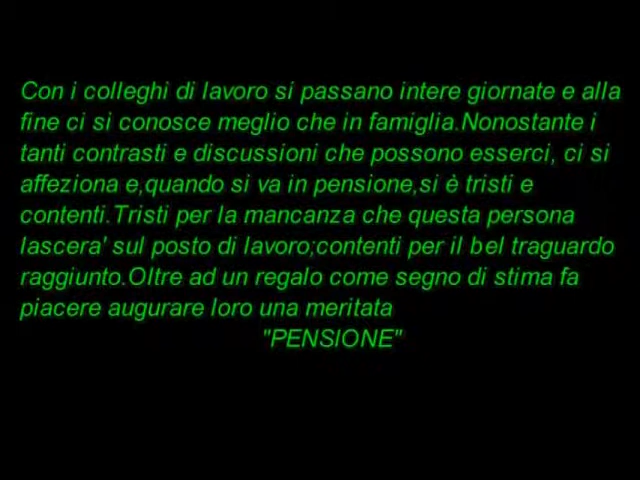 Con i colleghi di lavoro si passano intere giornate e alla
fine ci si conosce meglio che in famiglia.Nonostante i
tanti contrasti e discussioni che possono esserci, ci si
affeziona e,quando si va in pensione,si è tristi e
contenti.Tristi per la mancanza che questa persona
lascera' sul posto di lavoro;contenti per il bel traguardo
raggiunto.Oltre ad un regalo come segno di stima fa
piacere augurare loro una meritata
"PENSIONE"